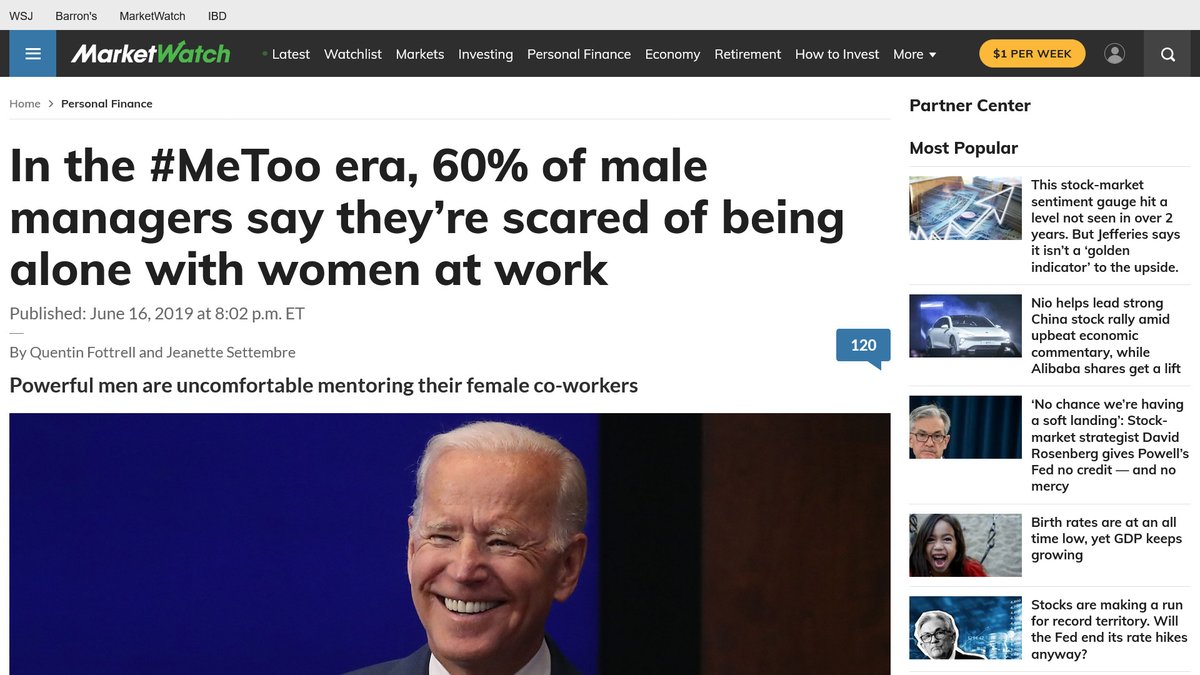 WSJ Barron's MarketWatch IBD
MarketWatch
Latest Watchlist Markets Investing Personal Finance Economy Retirement How to Invest More
$1 PER WEEK
Home > Personal Finance
In the #MeToo era, 60% of male
managers say they’re scared of being
alone with women at work
Published: June 16, 2019 at 8:02 p.m. ET
By Quentin Fottrell and Jeanette Settembre
120
Powerful men are uncomfortable mentoring their female co-workers
Partner Center
Most Popular
This stock-market
sentiment gauge hit a
level not seen in over 2
years. But Jefferies says
it isn’t a ‘golden
indicator’ to the upside.
Nio helps lead strong
China stock rally amid
upbeat economic
commentary, while
Alibaba shares get a lift
‘No chance we’re having
a soft landing’: Stock-
market strategist David
Rosenberg gives Powell’s
Fed no credit — and no
mercy
Birth rates are at an all
time low, yet GDP keeps
growing
Stocks are making a run
for record territory. Will
the Fed end its rate hikes
anyway?